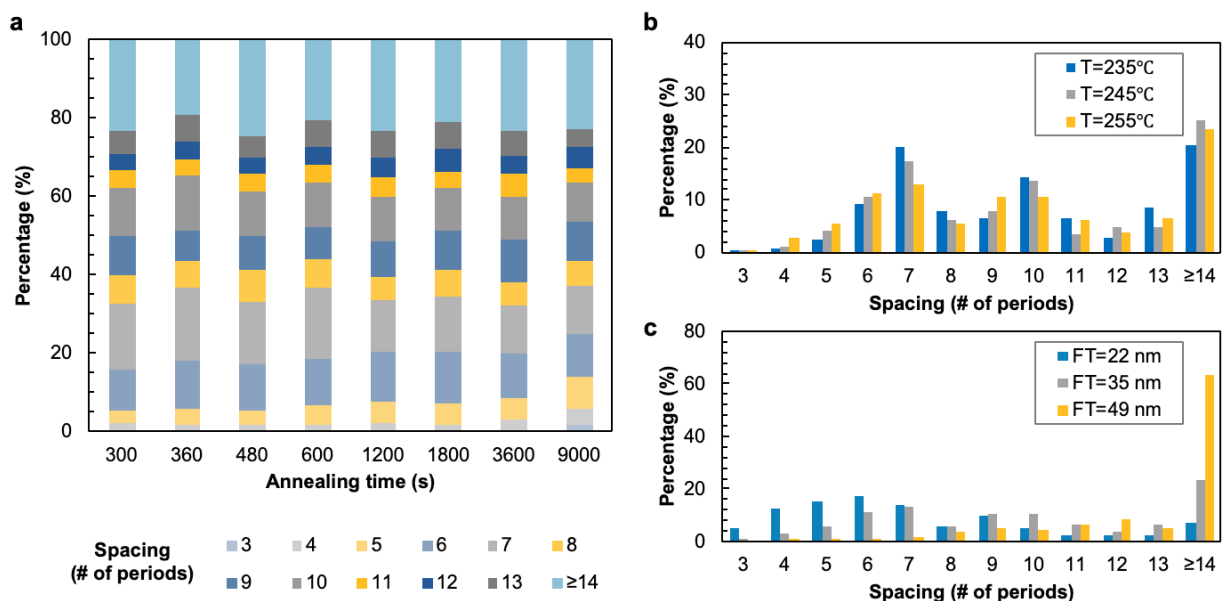 a
100
80
60
40
20
0
Percentage (%)
300 360 480 600 1200 1800 3600 9000
Annealing time (s)
Spacing
(# of periods)
3 4 5 6 7 8
9 10 11 12 13 ≥14
b
40
30
20
10
0
Percentage (%)
T=235℃
T=245℃
T=255℃
3 4 5 6 7 8 9 10 11 12 13 ≥14
Spacing (# of periods)
c
80
60
40
20
0
Percentage (%)
FT=22 nm
FT=35 nm
FT=49 nm
3 4 5 6 7 8 9 10 11 12 13 ≥14
Spacing (# of periods)